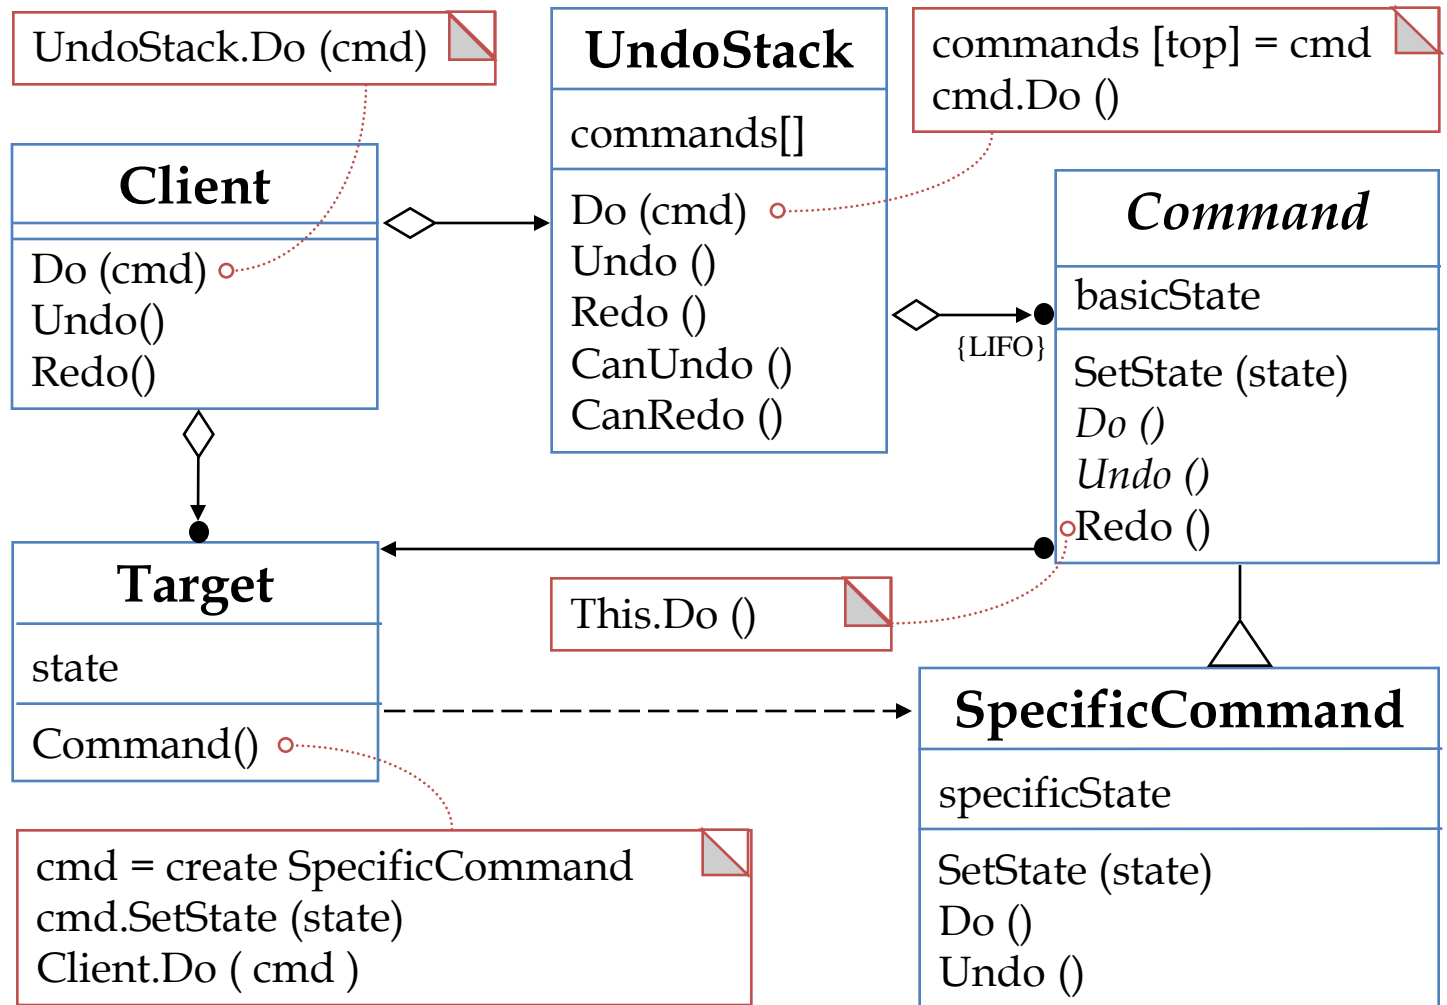 UndoStack.Do (cmd)
UndoStack
commands[]
Do (cmd)
Undo ()
Redo ()
CanUndo ()
CanRedo ()
commands [top] = cmd
cmd.Do ()
Client
Do (cmd)
Undo()
Redo()
{LIFO}
Command
basicState
SetState (state)
Do ()
Undo ()
Redo ()
Target
state
Command()
This.Do ()
SpecificCommand
specificState
SetState (state)
Do ()
Undo ()
cmd = create SpecificCommand
cmd.SetState (state)
Client.Do ( cmd )